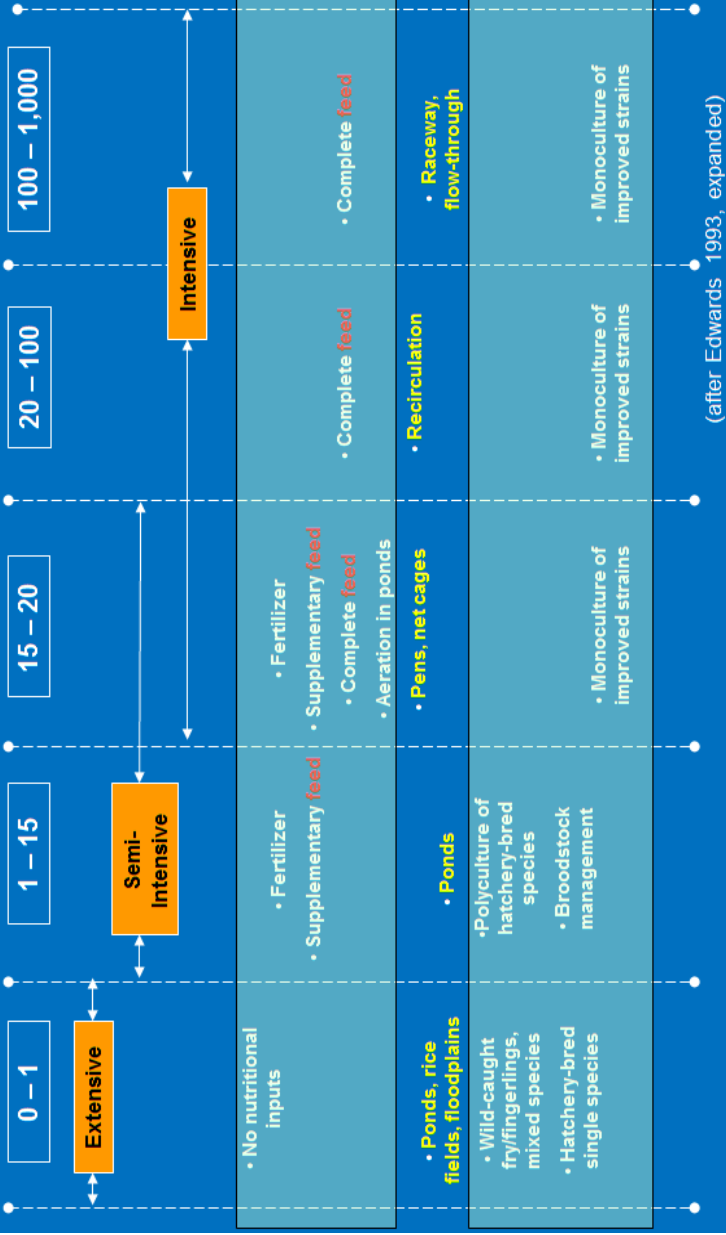 0 – 1
1 – 15
15 – 20
20 – 100
100 – 1,000
Extensive
Semi-
Intensive
Intensive
• No nutritional
inputs
• Fertilizer
• Supplementary feed
• Fertilizer
• Supplementary feed
• Complete feed
• Aeration in ponds
• Complete feed
• Complete feed
• Ponds, rice
fields, floodplains
• Ponds
• Pens, net cages
• Recirculation
• Raceway,
flow-through
• Wild-caught
fry/fingerlings,
mixed species
• Hatchery-bred
single species
•Polyculture of
hatchery-bred
species
• Broodstock
management
• Monoculture of
improved strains
• Monoculture of
improved strains
• Monoculture of
improved strains
(after Edwards 1993, expanded)